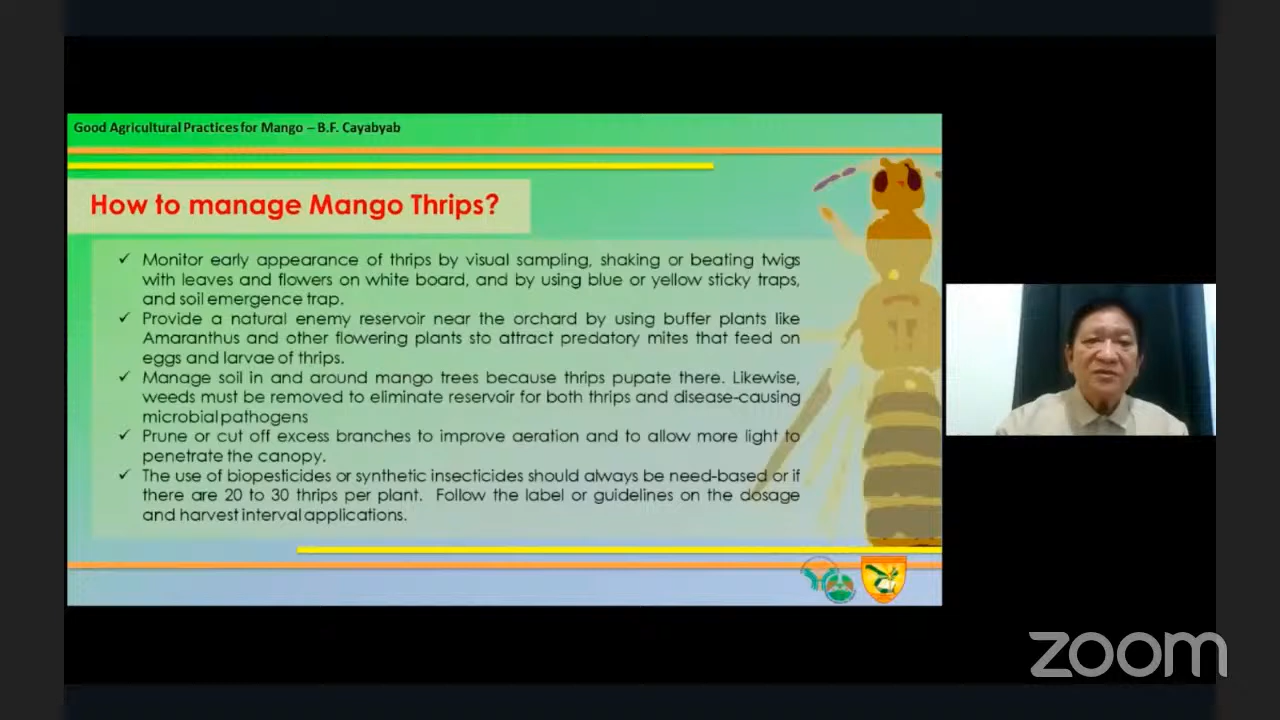 Good Agricultural Practices for Mango – B.F. Cayabyab
How to manage Mango Thrips?
✓ Monitor early appearance of thrips by visual sampling, shaking or beating twigs
with leaves and flowers on white board, and by using blue or yellow sticky traps,
and soil emergence trap.
✓ Provide a natural enemy reservoir near the orchard by using buffer plants like
Amaranthus and other flowering plants sto attract predatory mites that feed on
eggs and larvae of thrips.
✓ Manage soil in and around mango trees because thrips pupate there. Likewise,
weeds must be removed to eliminate reservoir for both thrips and disease-causing
microbial pathogens
✓ Prune or cut off excess branches to improve aeration and to allow more light to
penetrate the canopy.
✓ The use of biopesticides or synthetic insecticides should always be need-based or if
there are 20 to 30 thrips per plant. Follow the label or guidelines on the dosage
and harvest interval applications.
zoom